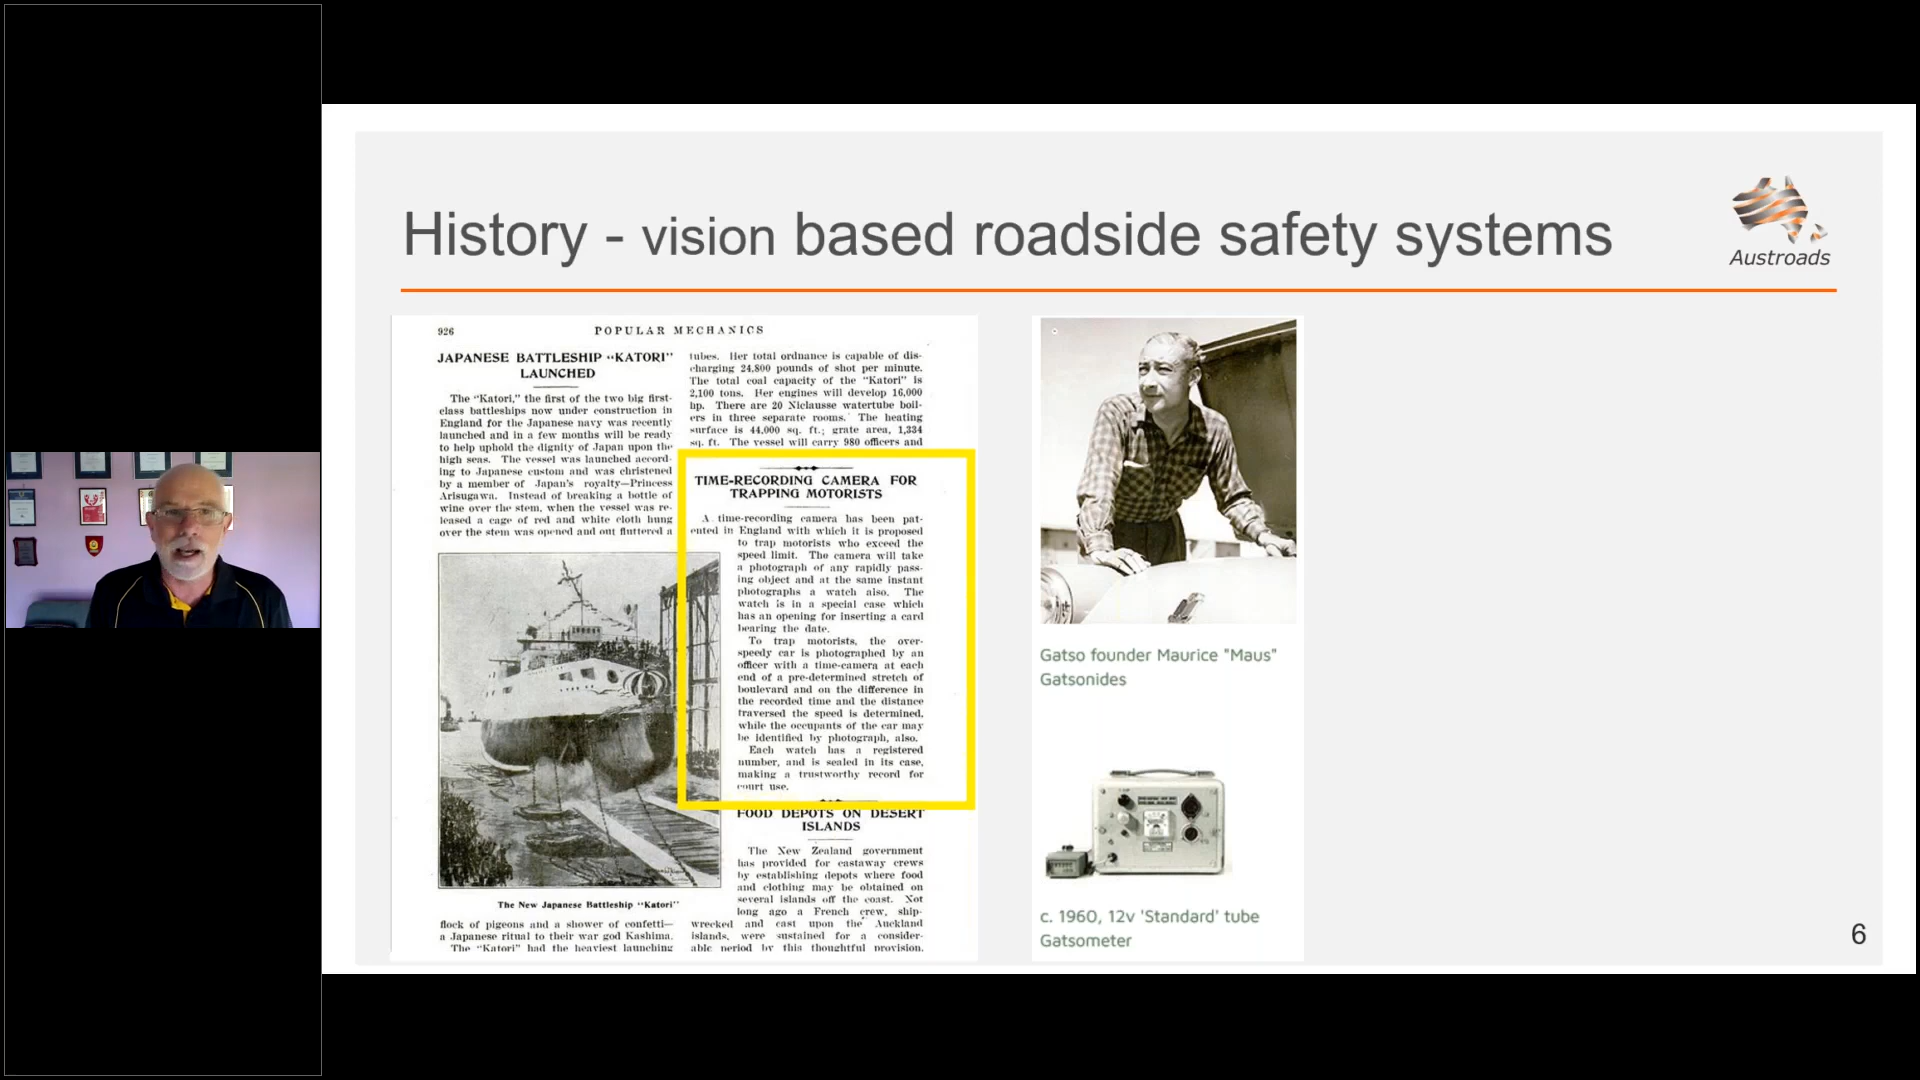 History - vision based roadside safety systems
Austroads
926
POPULAR MECHANICS
JAPANESE BATTLESHIP "KATORI"
LAUNCHED
The "Katori," the first of the two big first-
class battleships now under construction in
England for the Japanese navy was recently
launched and in a few months will be ready
to help uphold the dignity of Japan upon the
high seas. The vessel was launched accord-
ing to Japanese custom and was christened
by a member of Japan's royalty—Princess
Arisugawa. Instead of breaking a bottle of
wine over the stem, when the vessel was re-
leased a cage of red and white cloth hung
over the stem was opened and out fluttered a
The New Japanese Battleship "Katori"
flock of pigeons and a shower of confetti—
a Japanese ritual to their war god Kashima.
The "Katori" had the heaviest launching
tubes. Her total ordnance is capable of dis-
charging 24,800 pounds of shot per minute.
The total coal capacity of the "Katori" is
2,100 tons. Her engines will develop 16,000
hp. There are 20 Niclausse watertube boil-
ers in three separate rooms. The heating
surface is 44,000 sq. ft.; grate area, 1,334
sq. ft. The vessel will carry 980 officers and
TIME-RECORDING CAMERA FOR
TRAPPING MOTORISTS
A time-recording camera has been pat-
ented in England with which it is proposed
to trap motorists who exceed the
speed limit. The camera will take
a photograph of any rapidly pass-
ing object and at the same instant
photographs a watch also. The
watch is in a special case which
has an opening for inserting a card
bearing the date.
To trap motorists, the over-
speedy car is photographed by an
officer with a time-camera at each
end of a pre-determined stretch of
boulevard and on the difference in
the recorded time and the distance
traversed the speed is determined,
while the occupants of the car may
be identified by photograph, also.
Each watch has a registered
number, and is sealed in its case,
making a trustworthy record for
court use.
FOOD DEPOTS ON DESERT
ISLANDS
The New Zealand government
has provided for castaway crews
by establishing depots where food
and clothing may be obtained on
several islands off the coast. Not
long ago a French crew, ship-
wrecked and cast upon the Auckland
islands, were sustained for a consider-
able period by this thoughtful provision.
Gatso founder Maurice "Maus"
Gatsonides
c. 1960, 12v 'Standard' tube
Gatsometer
6